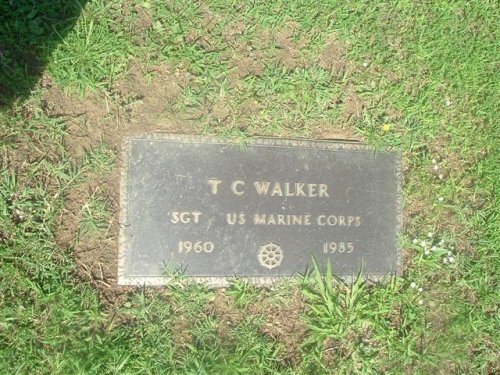 T C WALKER
SGT US MARINE CORPS
1960 1985